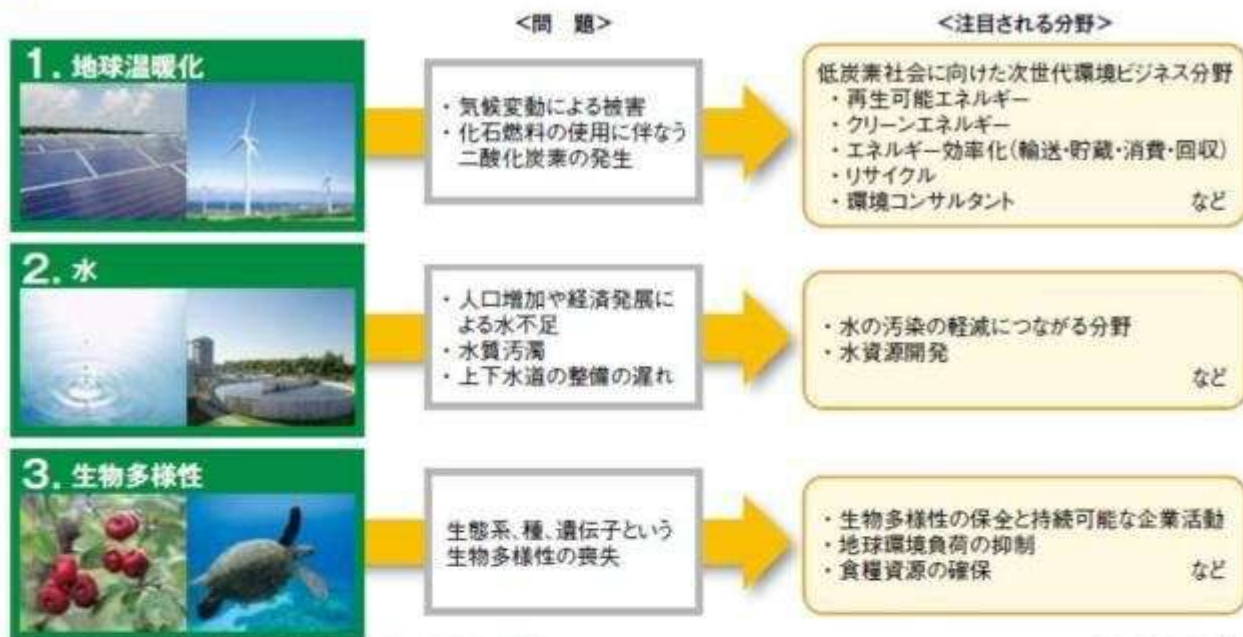 <問 題>
<注目される分野>
1. 地球温暖化
・気候変動による被害
・化石燃料の使用に伴なう
二酸化炭素の発生
低炭素社会に向けた次世代環境ビジネス分野
・再生可能エネルギー
・クリーンエネルギー
・エネルギー効率化(輸送・貯蔵・消費・回収)
・リサイクル
・環境コンサルタント など
2. 水
・人口増加や経済発展に
よる水不足
・水質汚濁
・上下水道の整備の遅れ
・水の汚染の軽減につながる分野
・水資源開発
など
3. 生物多様性
生態系、種、遺伝子という
生物多様性の喪失
・生物多様性の保全と持続可能な企業活動
・地球環境負荷の抑制
・食糧資源の確保 など